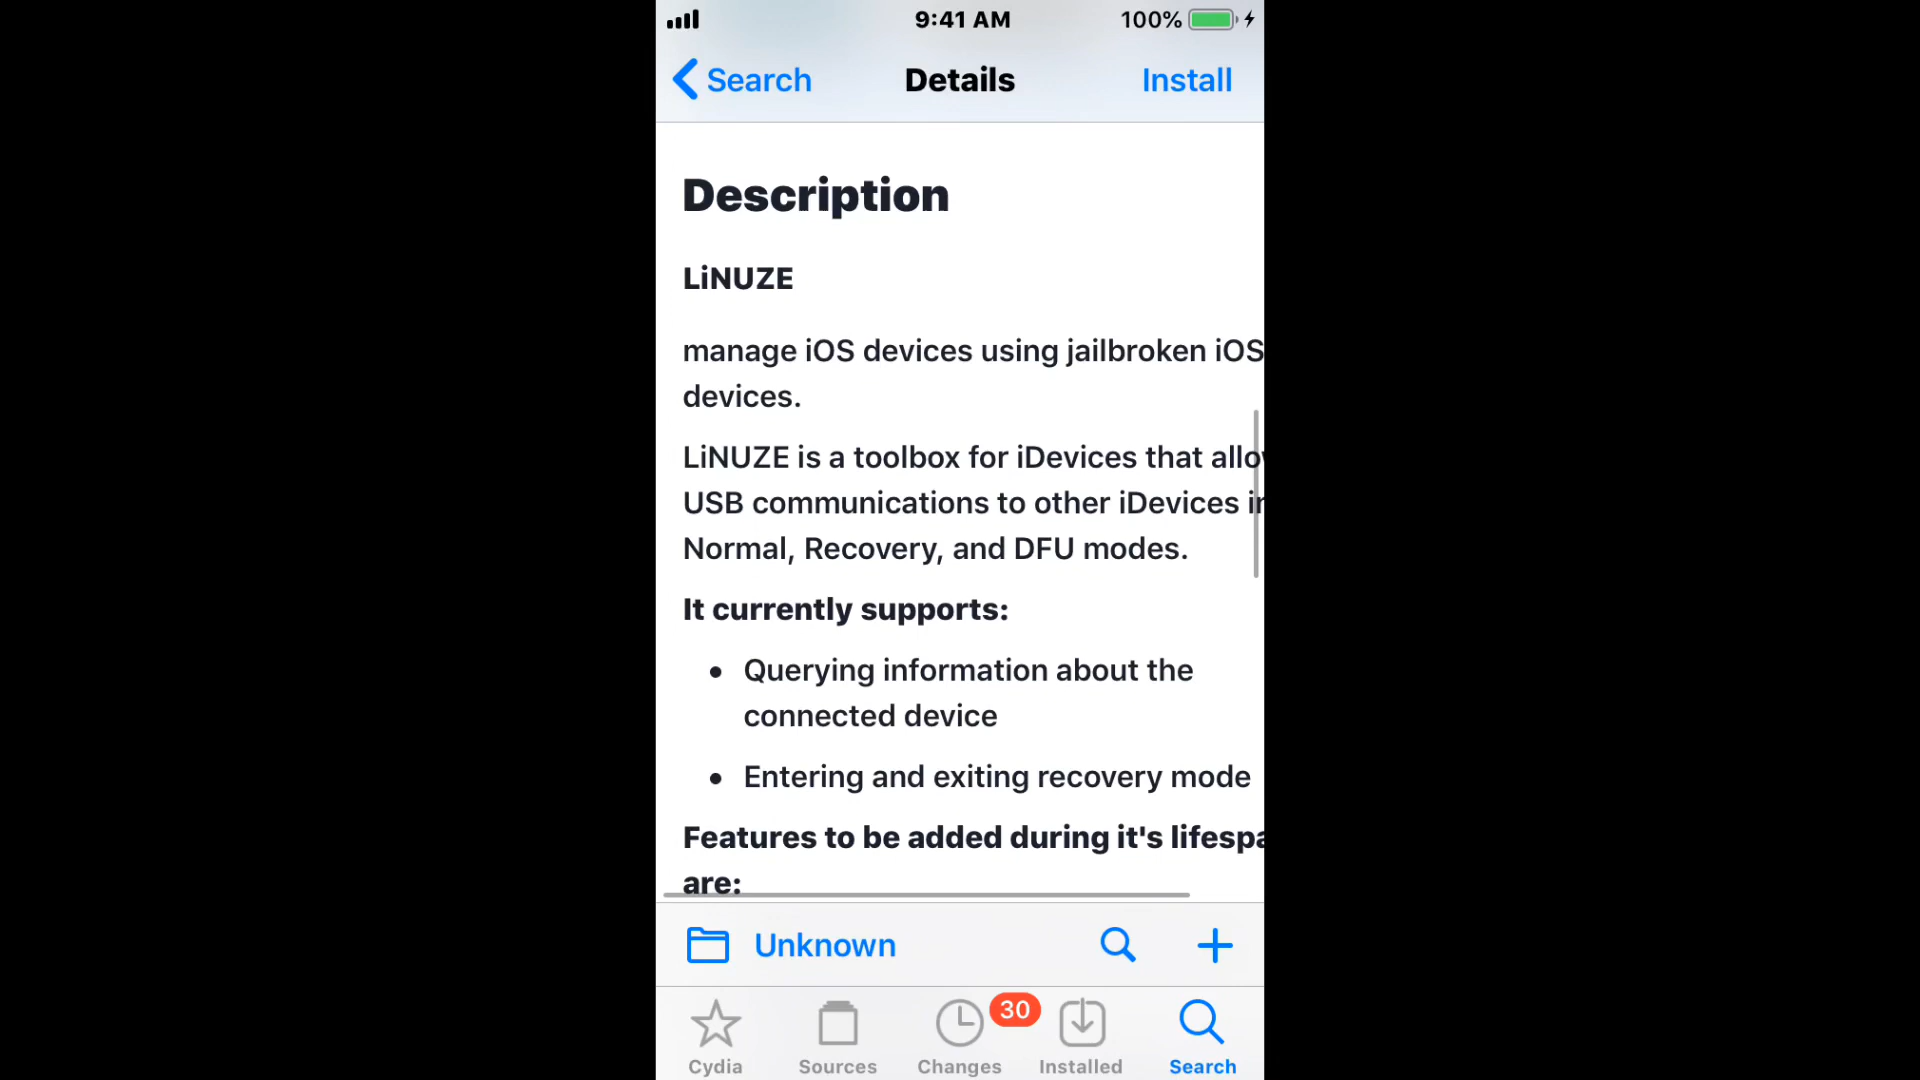 9:41 AM
100%
Search
Details
Install
Description
LiNUZE
manage iOS devices using jailbroken iOS
devices.
LiNUZE is a toolbox for iDevices that
USB communications to other iDevices
Normal, Recovery, and DFU modes.
It currently supports:
• Querying information about the
connected device
• Entering and exiting recovery mode
Features to be added during it's
are:
Unknown
30
Cydia
Sources
Changes
Installed
Search